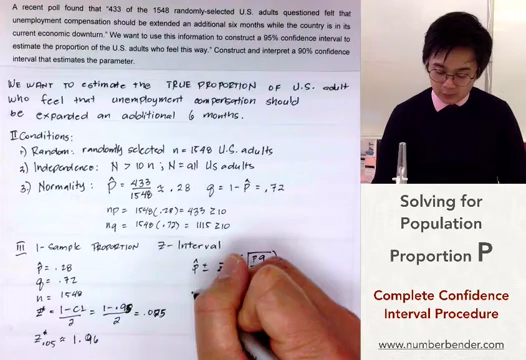 A recent poll found that "433 of the 1548 randomly-selected U.S. adults questioned felt that
unemployment compensation should be extended an additional six months while the country is in its
current economic downturn." We want to use this information to construct a 95% confidence interval to
estimate the proportion of the U.S. adults who feel this way." Construct and interpret a 90% confidence
interval that estimates the parameter.
WE WANT TO ESTIMATE THE TRUE PROPORTION OF U.S. adult
who feel that unemployment compensation should
be expanded an additional 6 months.
II Conditions:
1) Random: randomly selected n = 1548 U.S. adults
2) Independence: N > 10n ; N = all US adults
3) Normality: p̂ = 433/1548 ≈ .28 q = 1-p̂ = .72
np = 1548(.28) = 433 ≥ 10
nq = 1548(.72) = 1115 ≥ 10
III 1-Sample PROPORTION Z-Interval
p̂ = .28
q = .72
n = 1548
Z* = 1-CL/2 = 1-.95/2 = .025
Z*.05 ≈ 1.96
p̂ ± pq
Solving for
Population
Proportion P
Complete Confidence
Interval Procedure
www.numberbender.com